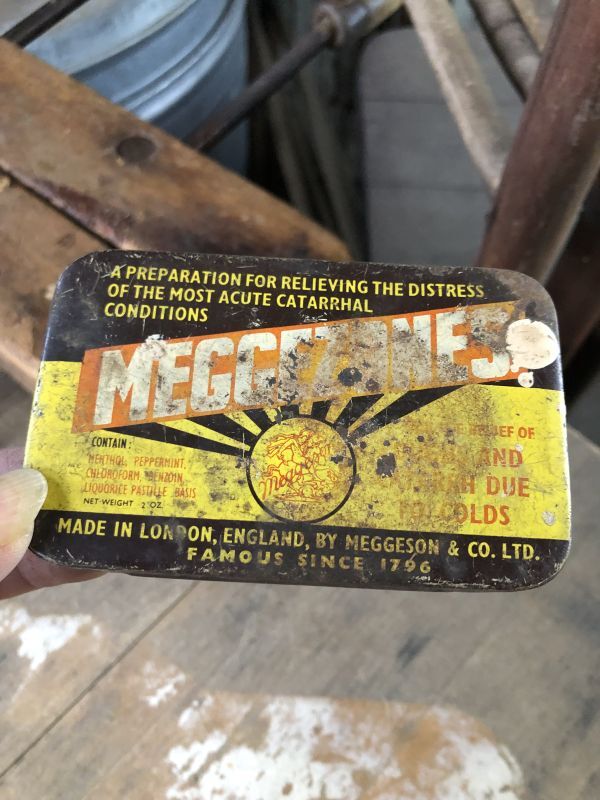 A PREPARATION FOR RELIEVING THE DISTRESS
OF THE MOST ACUTE CATARRHAL
CONDITIONS
MEGGEZONES
CONTAIN:
MENTHOL, PEPPERMINT,
CHLOROFORM, BENZOIN,
LIQUORICE PASTILLE BASIS
NET WEIGHT 2 OZ.
Meggeson
RELIEF OF
AND
DUE
COLDS
MADE IN LONDON, ENGLAND, BY MEGGESON & CO. LTD.
FAMOUS SINCE 1796